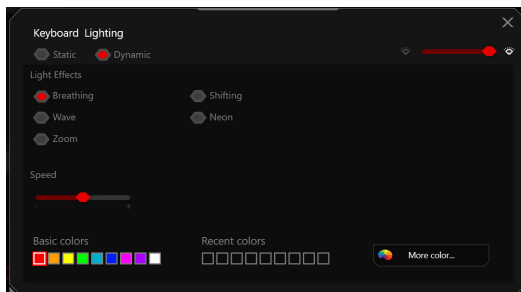 Keyboard Lighting
Static Dynamic
Light Effects
Breathing Shifting
Wave Neon
Zoom
Speed
- +
Basic colors Recent colors
More color...